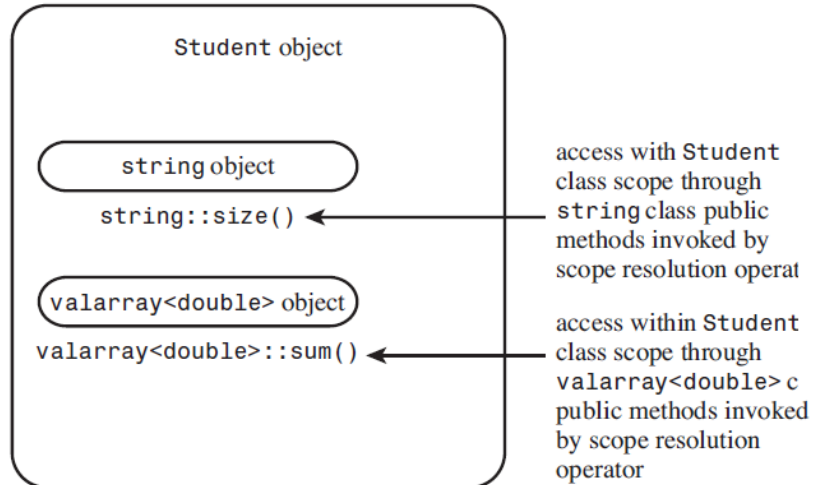 Student object
string object
string::size()
access with Student
class scope through
string class public
methods invoked by
scope resolution operat
valarray<double> object
valarray<double>::sum()
access within Student
class scope through
valarray<double> c
public methods invoked
by scope resolution
operator